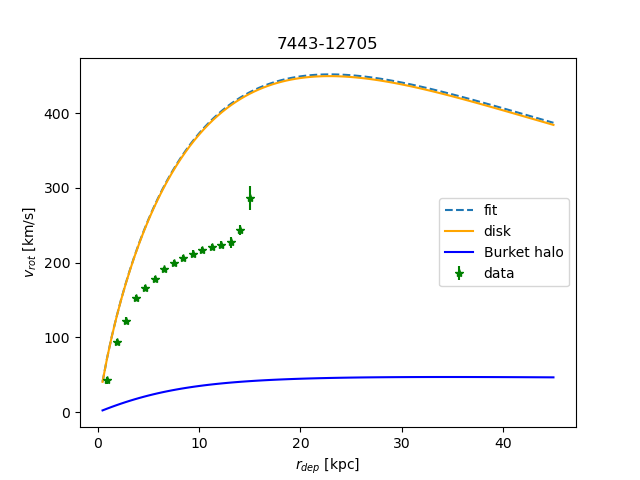 7443-12705
v_rot [km/s]
400
300
200
100
0
fit
disk
Burket halo
data
0 10 20 30 40
r_dep [kpc]